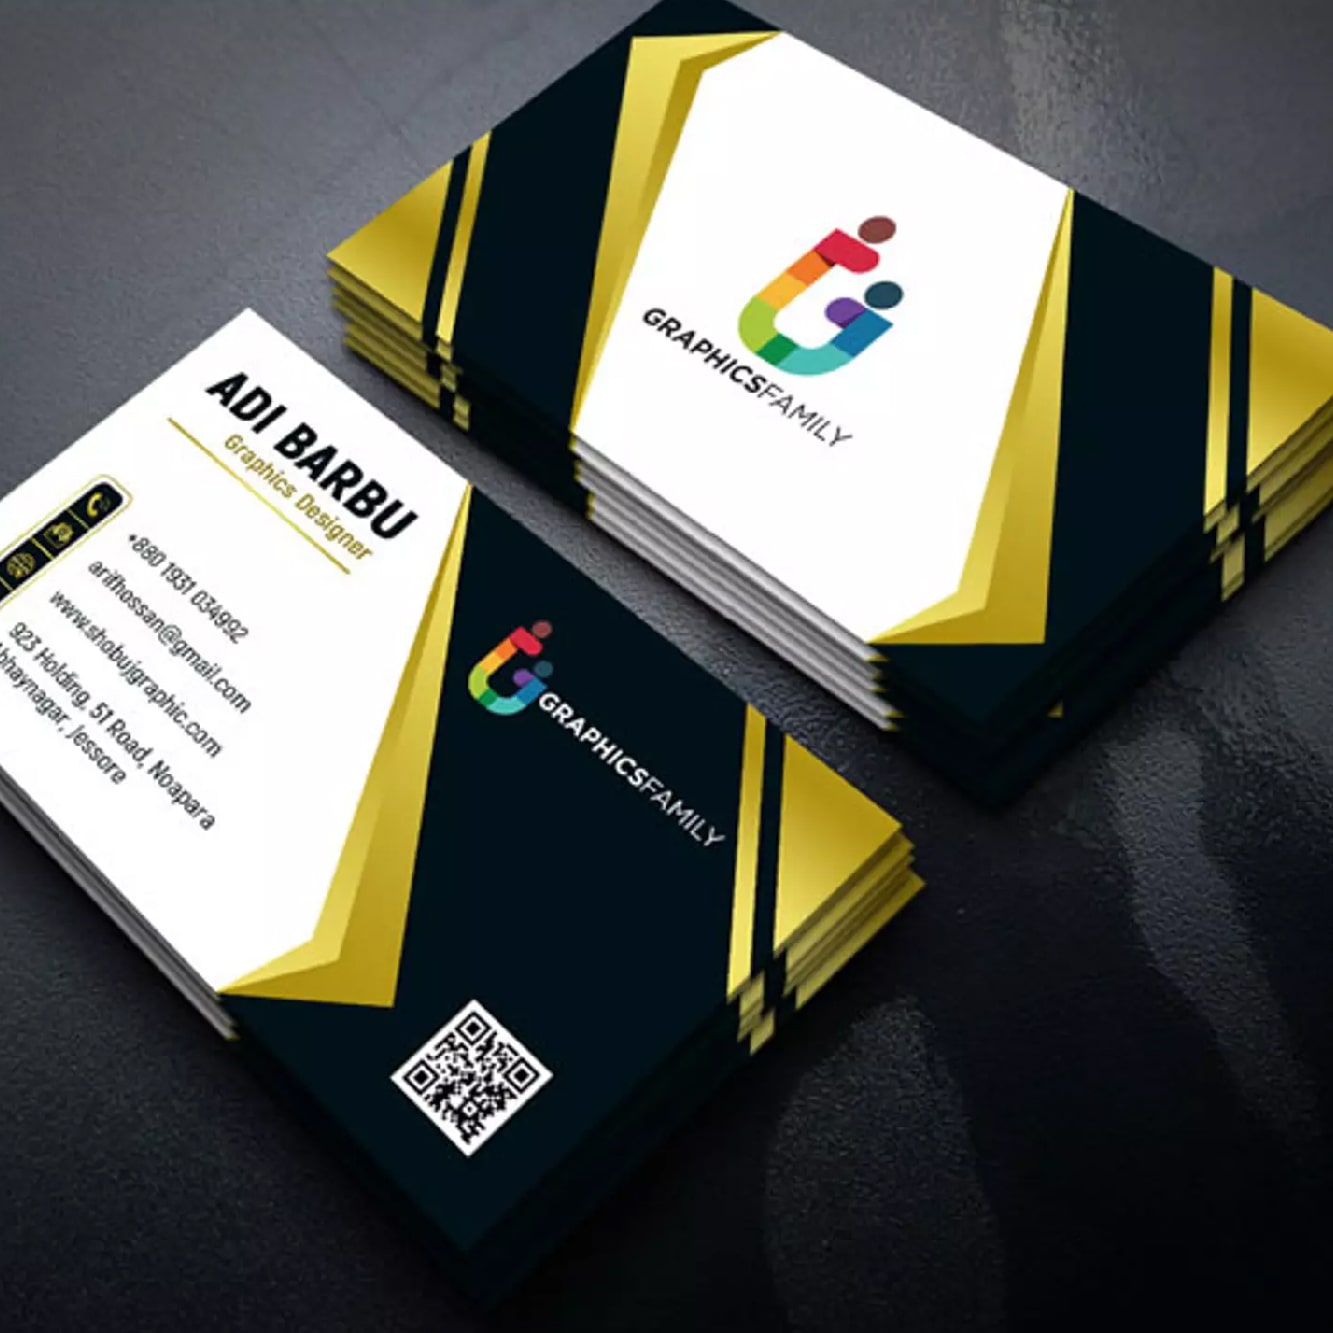 GRAPHICSFAMILY
ADI BARBU
Graphics Designer
+880 1931 034992
arifhossan@gmail.com
www.shobujgraphic.com
923 Holding, 51 Road, Noapara
Jessore
GRAPHICSFAMILY